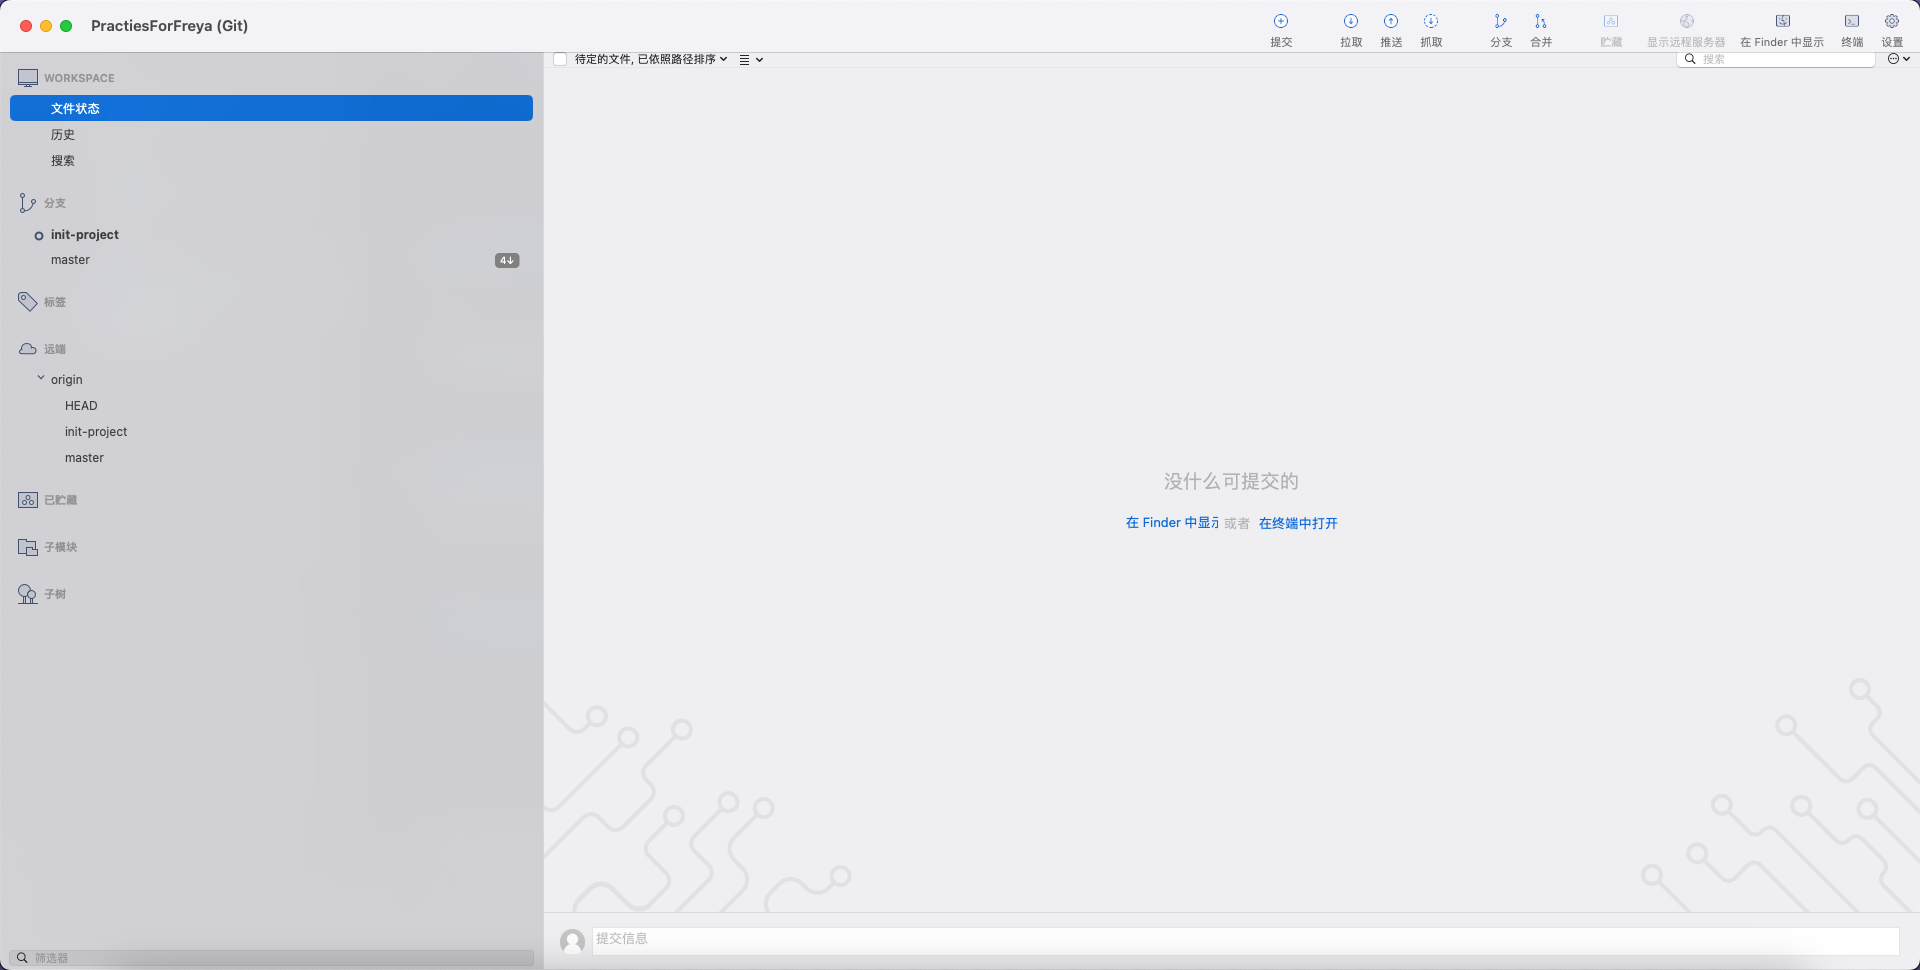 PractiesForFreya (Git)
提交
拉取
推送
抓取
分支
合并
贮藏
显示远程服务器
在 Finder 中显示
终端
设置
WORKSPACE
文件状态
历史
搜索
分支
init-project
master
4↓
标签
远端
origin
HEAD
init-project
master
已贮藏
子模块
子树
筛选器
待定的文件, 已依照路径排序
搜索
没什么可提交的
在 Finder 中显示 或者 在终端中打开
提交信息